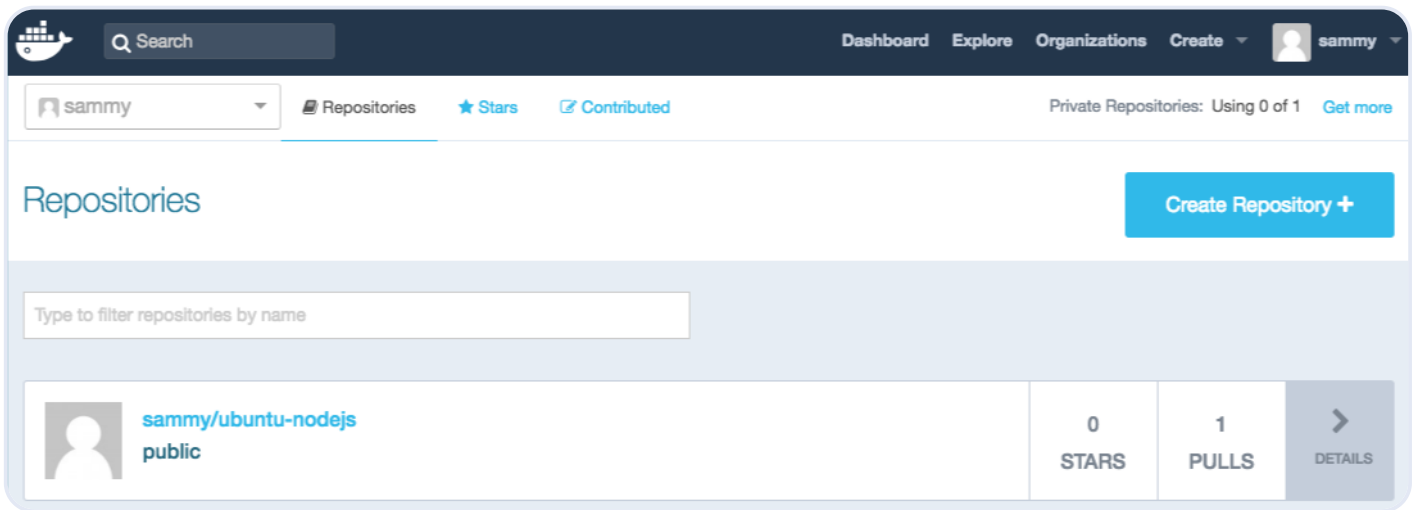 Search Dashboard Explore Organizations Create sammy
sammy Repositories Stars Contributed Private Repositories: Using 0 of 1 Get more
Repositories Create Repository +
Type to filter repositories by name
sammy/ubuntu-nodejs
public
0
STARS
1
PULLS
DETAILS